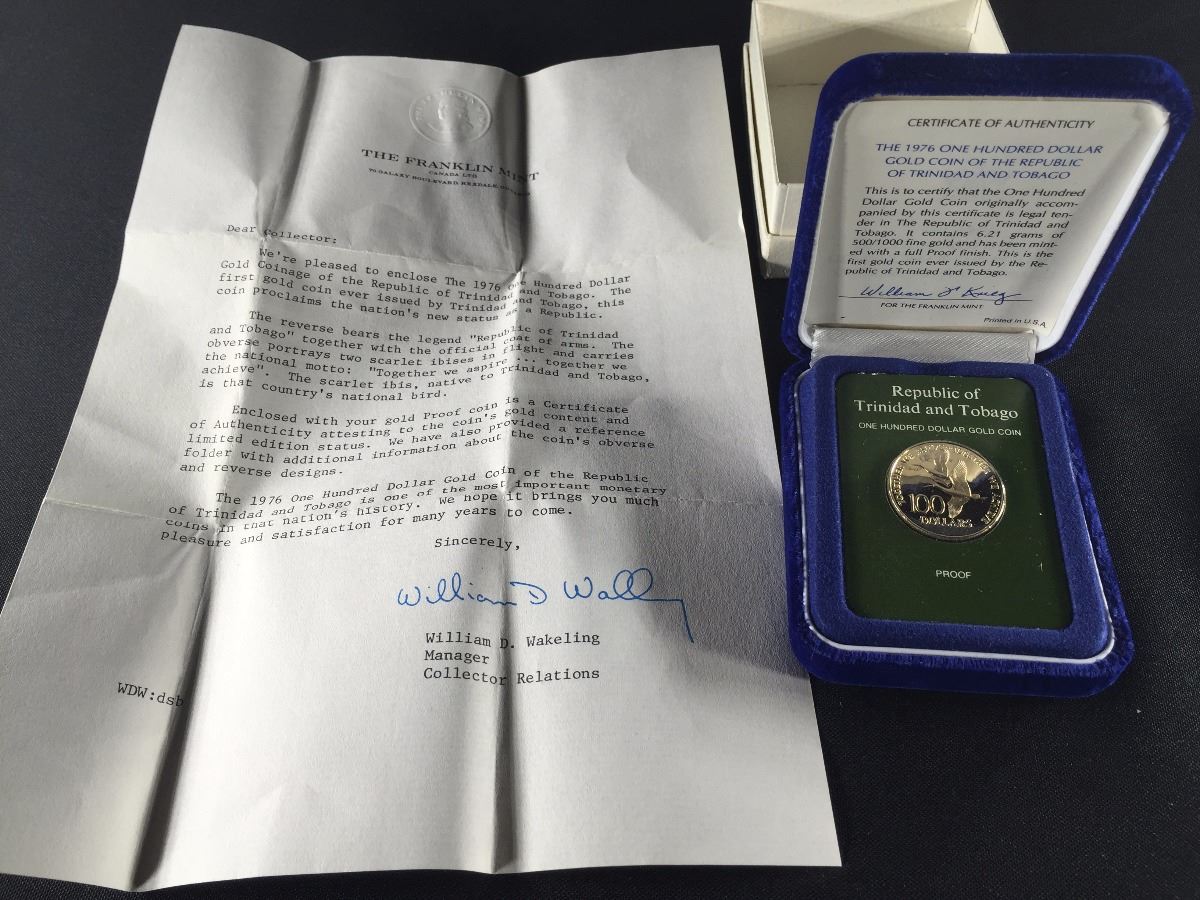 THE FRANKLIN MINT
CANADA LTD
70 GALAXY BOULEVARD REXDALE, ONTARIO
Dear Collector:
We're pleased to enclose The 1976 One Hundred Dollar
Gold Coinage of the Republic of Trinidad and Tobago. The
first gold coin ever issued by Trinidad and Tobago, this
coin proclaims the nation's new status as a Republic.
The reverse bears the legend "Republic of Trinidad
and Tobago" together with the official coat of arms. The
obverse portrays two scarlet ibises in flight and carries
the national motto: "Together we aspire ... together we
achieve". The scarlet ibis, native to Trinidad and Tobago,
is that country's national bird.
Enclosed with your gold Proof coin is a Certificate
of Authenticity attesting to the coin's gold content and
limited edition status. We have also provided a reference
folder with additional information about the coin's obverse
and reverse designs.
The 1976 One Hundred Dollar Gold Coin of the Republic
of Trinidad and Tobago is one of the most important monetary
coins in that nation's history. We hope it brings you much
pleasure and satisfaction for many years to come.
Sincerely,
William D. Wakeling
Manager
Collector Relations
WDW:dsb
CERTIFICATE OF AUTHENTICITY
THE 1976 ONE HUNDRED DOLLAR
GOLD COIN OF THE REPUBLIC
OF TRINIDAD AND TOBAGO
This is to certify that the One Hundred
Dollar Gold Coin originally accom-
panied by this certificate is legal ten-
der in The Republic of Trinidad and
Tobago. It contains 6.21 grams of
500/1000 fine gold and has been mint-
ed with a full Proof finish. This is the
first gold coin ever issued by the Re-
public of Trinidad and Tobago.
FOR THE FRANKLIN MINT
Printed in U.S.A
Republic of
Trinidad and Tobago
ONE HUNDRED DOLLAR GOLD COIN
100
DOLLARS
PROOF